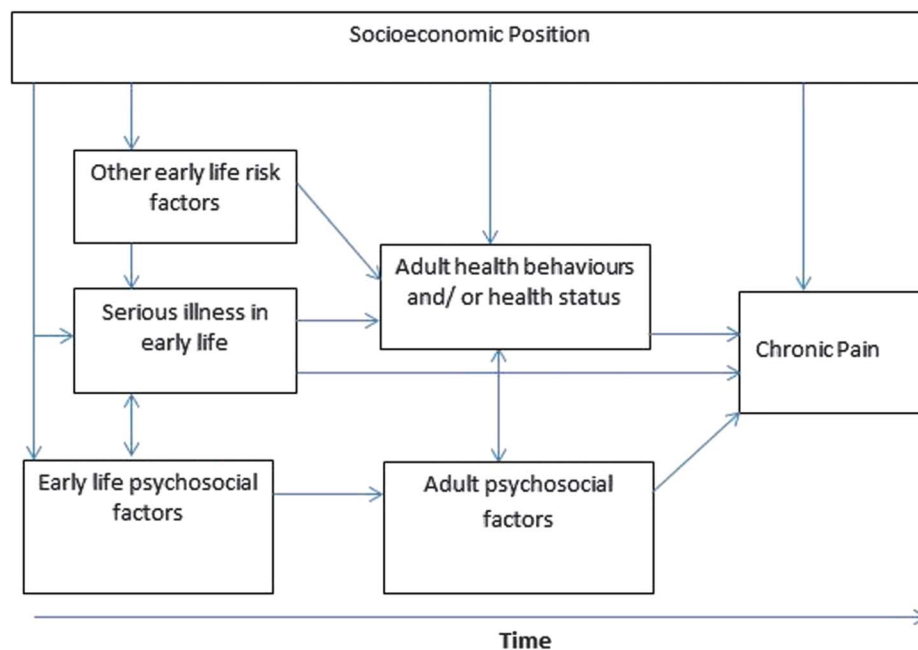 Socioeconomic Position
Other early life risk
factors
Adult health behaviours
and/ or health status
Serious illness in
early life
Chronic Pain
Early life psychosocial
factors
Adult psychosocial
factors
Time